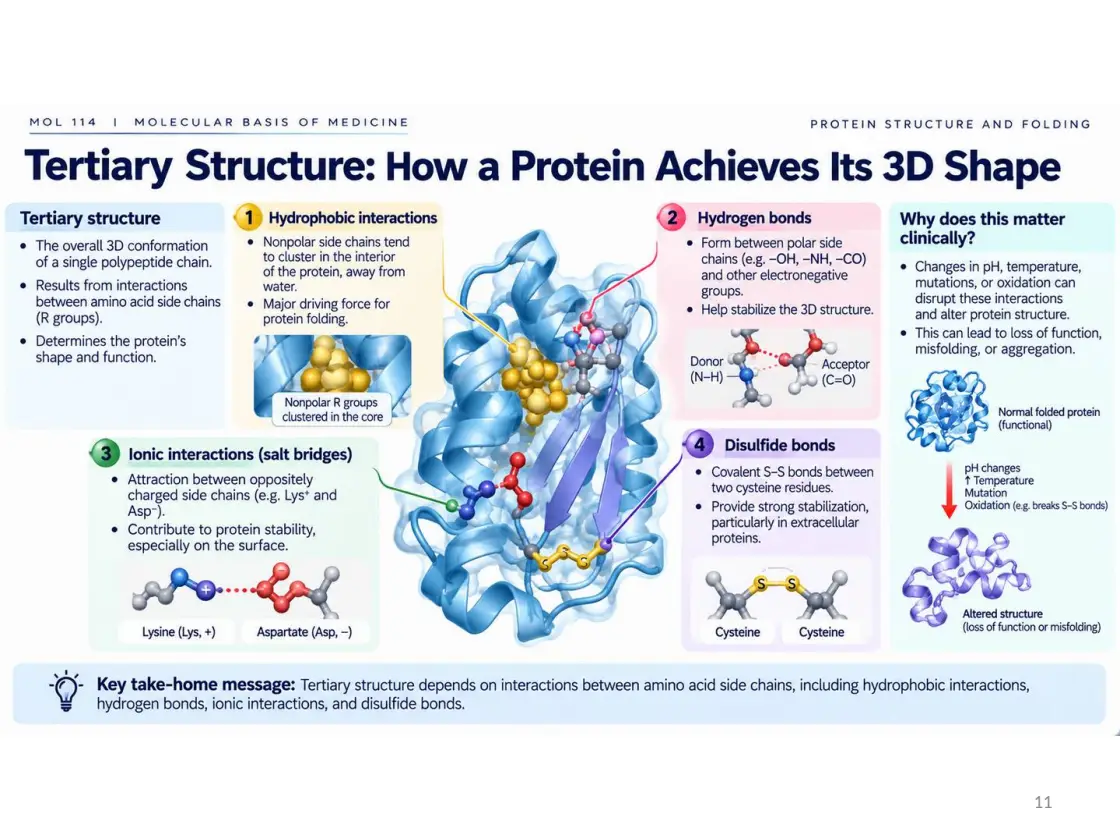 MOL 114 | MOLECULAR BASIS OF MEDICINE
PROTEIN STRUCTURE AND FOLDING
Tertiary Structure: How a Protein Achieves Its 3D Shape
Tertiary structure
• The overall 3D conformation
of a single polypeptide chain.
• Results from interactions
between amino acid side chains
(R groups).
• Determines the protein's
shape and function.
1 Hydrophobic interactions
• Nonpolar side chains tend
to cluster in the interior
of the protein, away from
water.
• Major driving force for
protein folding.
Nonpolar R groups
clustered in the core
2 Hydrogen bonds
• Form between polar side
chains (e.g. –OH, –NH, –CO)
and other electronegative
groups.
• Help stabilize the 3D structure.
Donor
(N–H)
Acceptor
(C=O)
3 Ionic interactions (salt bridges)
• Attraction between oppositely
charged side chains (e.g. Lys⁺ and
Asp⁻).
• Contribute to protein stability,
especially on the surface.
+
−
Lysine (Lys, +)
Aspartate (Asp, −)
4 Disulfide bonds
• Covalent S–S bonds between
two cysteine residues.
• Provide strong stabilization,
particularly in extracellular
proteins.
S S
Cysteine
Cysteine
Why does this matter
clinically?
• Changes in pH, temperature,
mutations, or oxidation can
disrupt these interactions
and alter protein structure.
• This can lead to loss of function,
misfolding, or aggregation.
Normal folded protein
(functional)
pH changes
↑ Temperature
Mutation
Oxidation (e.g. breaks S–S bonds)
Altered structure
(loss of function or misfolding)
Key take-home message: Tertiary structure depends on interactions between amino acid side chains, including hydrophobic interactions,
hydrogen bonds, ionic interactions, and disulfide bonds.
11